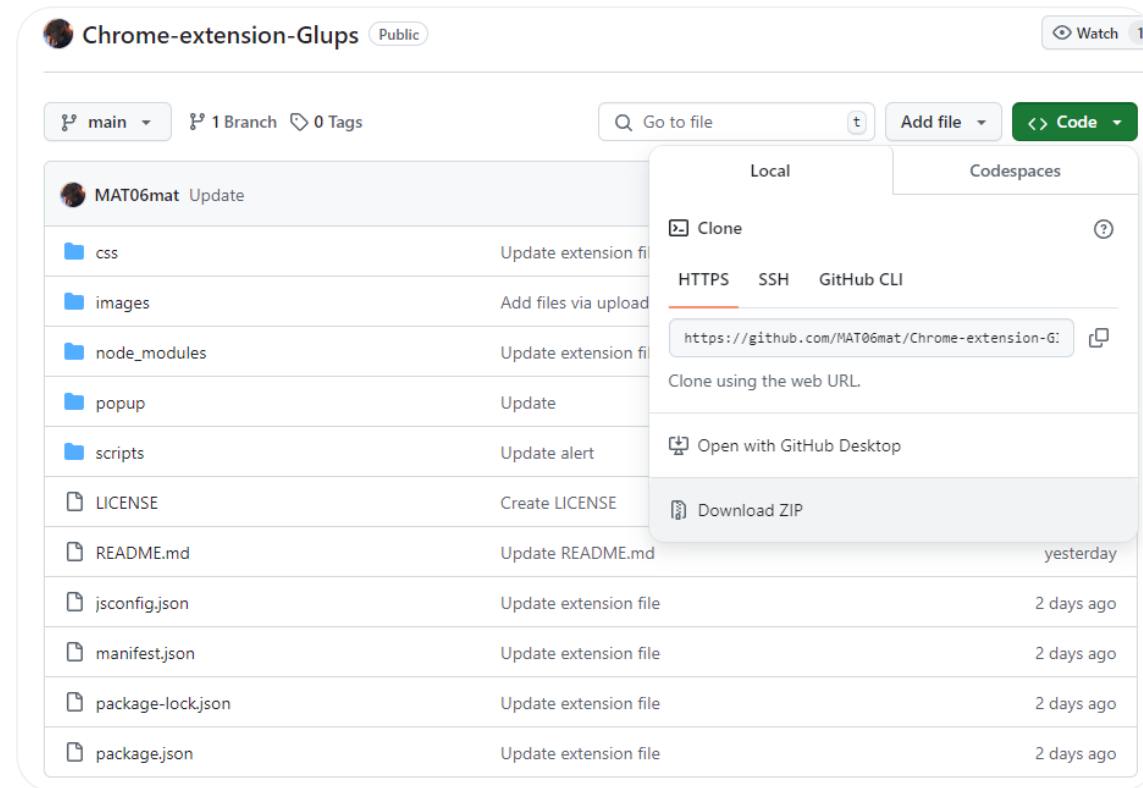 Chrome-extension-Glups Public Watch 1
main 1 Branch 0 Tags Go to file t Add file Code
Local Codespaces
MAT06mat Update
Clone
HTTPS SSH GitHub CLI
https://github.com/MAT06mat/Chrome-extension-G
Clone using the web URL.
Open with GitHub Desktop
Download ZIP
css Update extension fi
images Add files via upload
node_modules Update extension fi
popup Update
scripts Update alert
LICENSE Create LICENSE
README.md Update README.md yesterday
jsconfig.json Update extension file 2 days ago
manifest.json Update extension file 2 days ago
package-lock.json Update extension file 2 days ago
package.json Update extension file 2 days ago